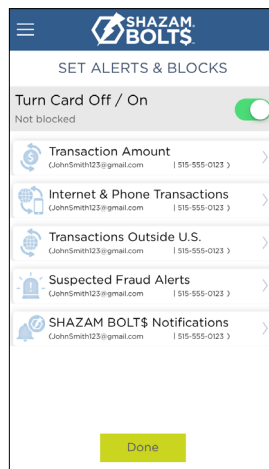 SHAZAM
BOLT$
SET ALERTS & BLOCKS
Turn Card Off / On
Not blocked
Transaction Amount
(JohnSmith123@gmail.com | 515-555-0123 )
Internet & Phone Transactions
(JohnSmith123@gmail.com | 515-555-0123 )
Transactions Outside U.S.
(JohnSmith123@gmail.com | 515-555-0123 )
Suspected Fraud Alerts
(JohnSmith123@gmail.com | 515-555-0123 )
SHAZAM BOLT$ Notifications
(JohnSmith123@gmail.com | 515-555-0123 )
Done